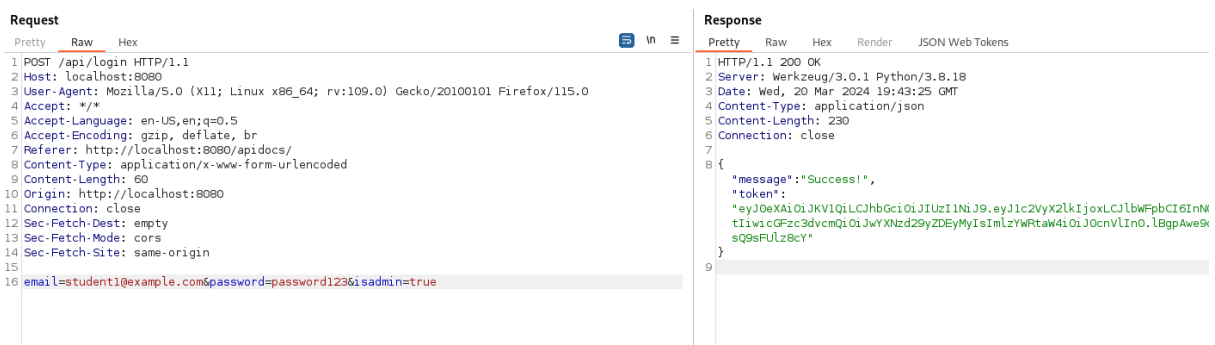 Request
Pretty Raw Hex
\n
1 POST /api/login HTTP/1.1
2 Host: localhost:8080
3 User-Agent: Mozilla/5.0 (X11; Linux x86_64; rv:109.0) Gecko/20100101 Firefox/115.0
4 Accept: */*
5 Accept-Language: en-US,en;q=0.5
6 Accept-Encoding: gzip, deflate, br
7 Referer: http://localhost:8080/apidocs/
8 Content-Type: application/x-www-form-urlencoded
9 Content-Length: 60
10 Origin: http://localhost:8080
11 Connection: close
12 Sec-Fetch-Dest: empty
13 Sec-Fetch-Mode: cors
14 Sec-Fetch-Site: same-origin
15
16 email=student1@example.com&password=password123&isadmin=true
Response
Pretty Raw Hex Render JSON Web Tokens
1 HTTP/1.1 200 OK
2 Server: Werkzeug/3.0.1 Python/3.8.18
3 Date: Wed, 20 Mar 2024 19:43:25 GMT
4 Content-Type: application/json
5 Content-Length: 230
6 Connection: close
7
8 {
"message":"Success!",
"token":
}
9